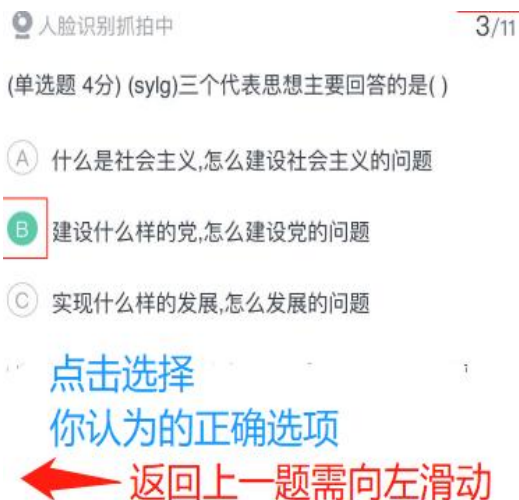 人脸识别抓拍中
3/11
(单选题 4分) (sylg)三个代表思想主要回答的是( )
A 什么是社会主义,怎么建设社会主义的问题
B 建设什么样的党,怎么建设党的问题
C 实现什么样的发展,怎么发展的问题
点击选择
你认为的正确选项
返回上一题需向左滑动